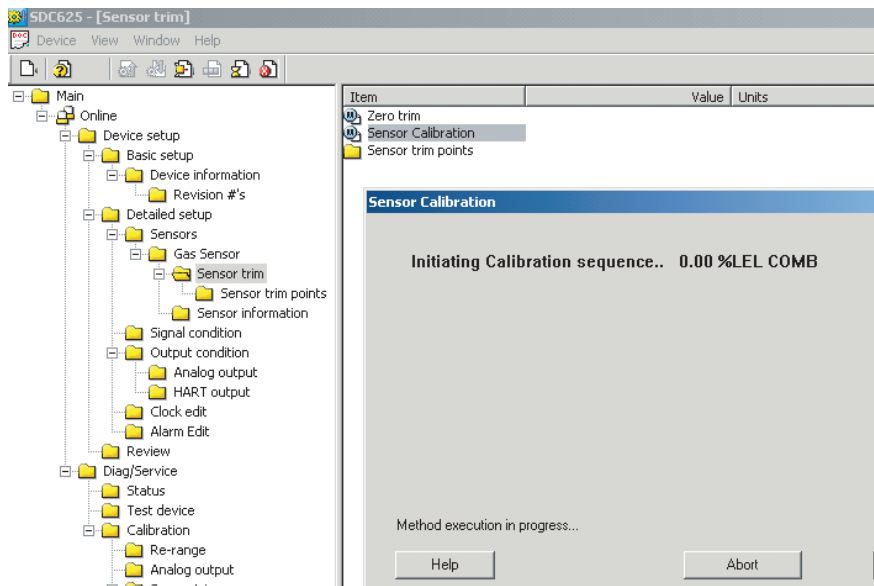 SDC625 - [Sensor trim]
Device View Window Help
Main
Online
Device setup
Basic setup
Device information
Revision #'s
Detailed setup
Sensors
Gas Sensor
Sensor trim
Sensor trim points
Sensor information
Signal condition
Output condition
Analog output
HART output
Clock edit
Alarm Edit
Review
Diag/Service
Status
Test device
Calibration
Re-range
Analog output
Item Value Units
Zero trim
Sensor Calibration
Sensor trim points
Sensor Calibration
Initiating Calibration sequence.. 0.00 %LEL COMB
Method execution in progress...
Help Abort